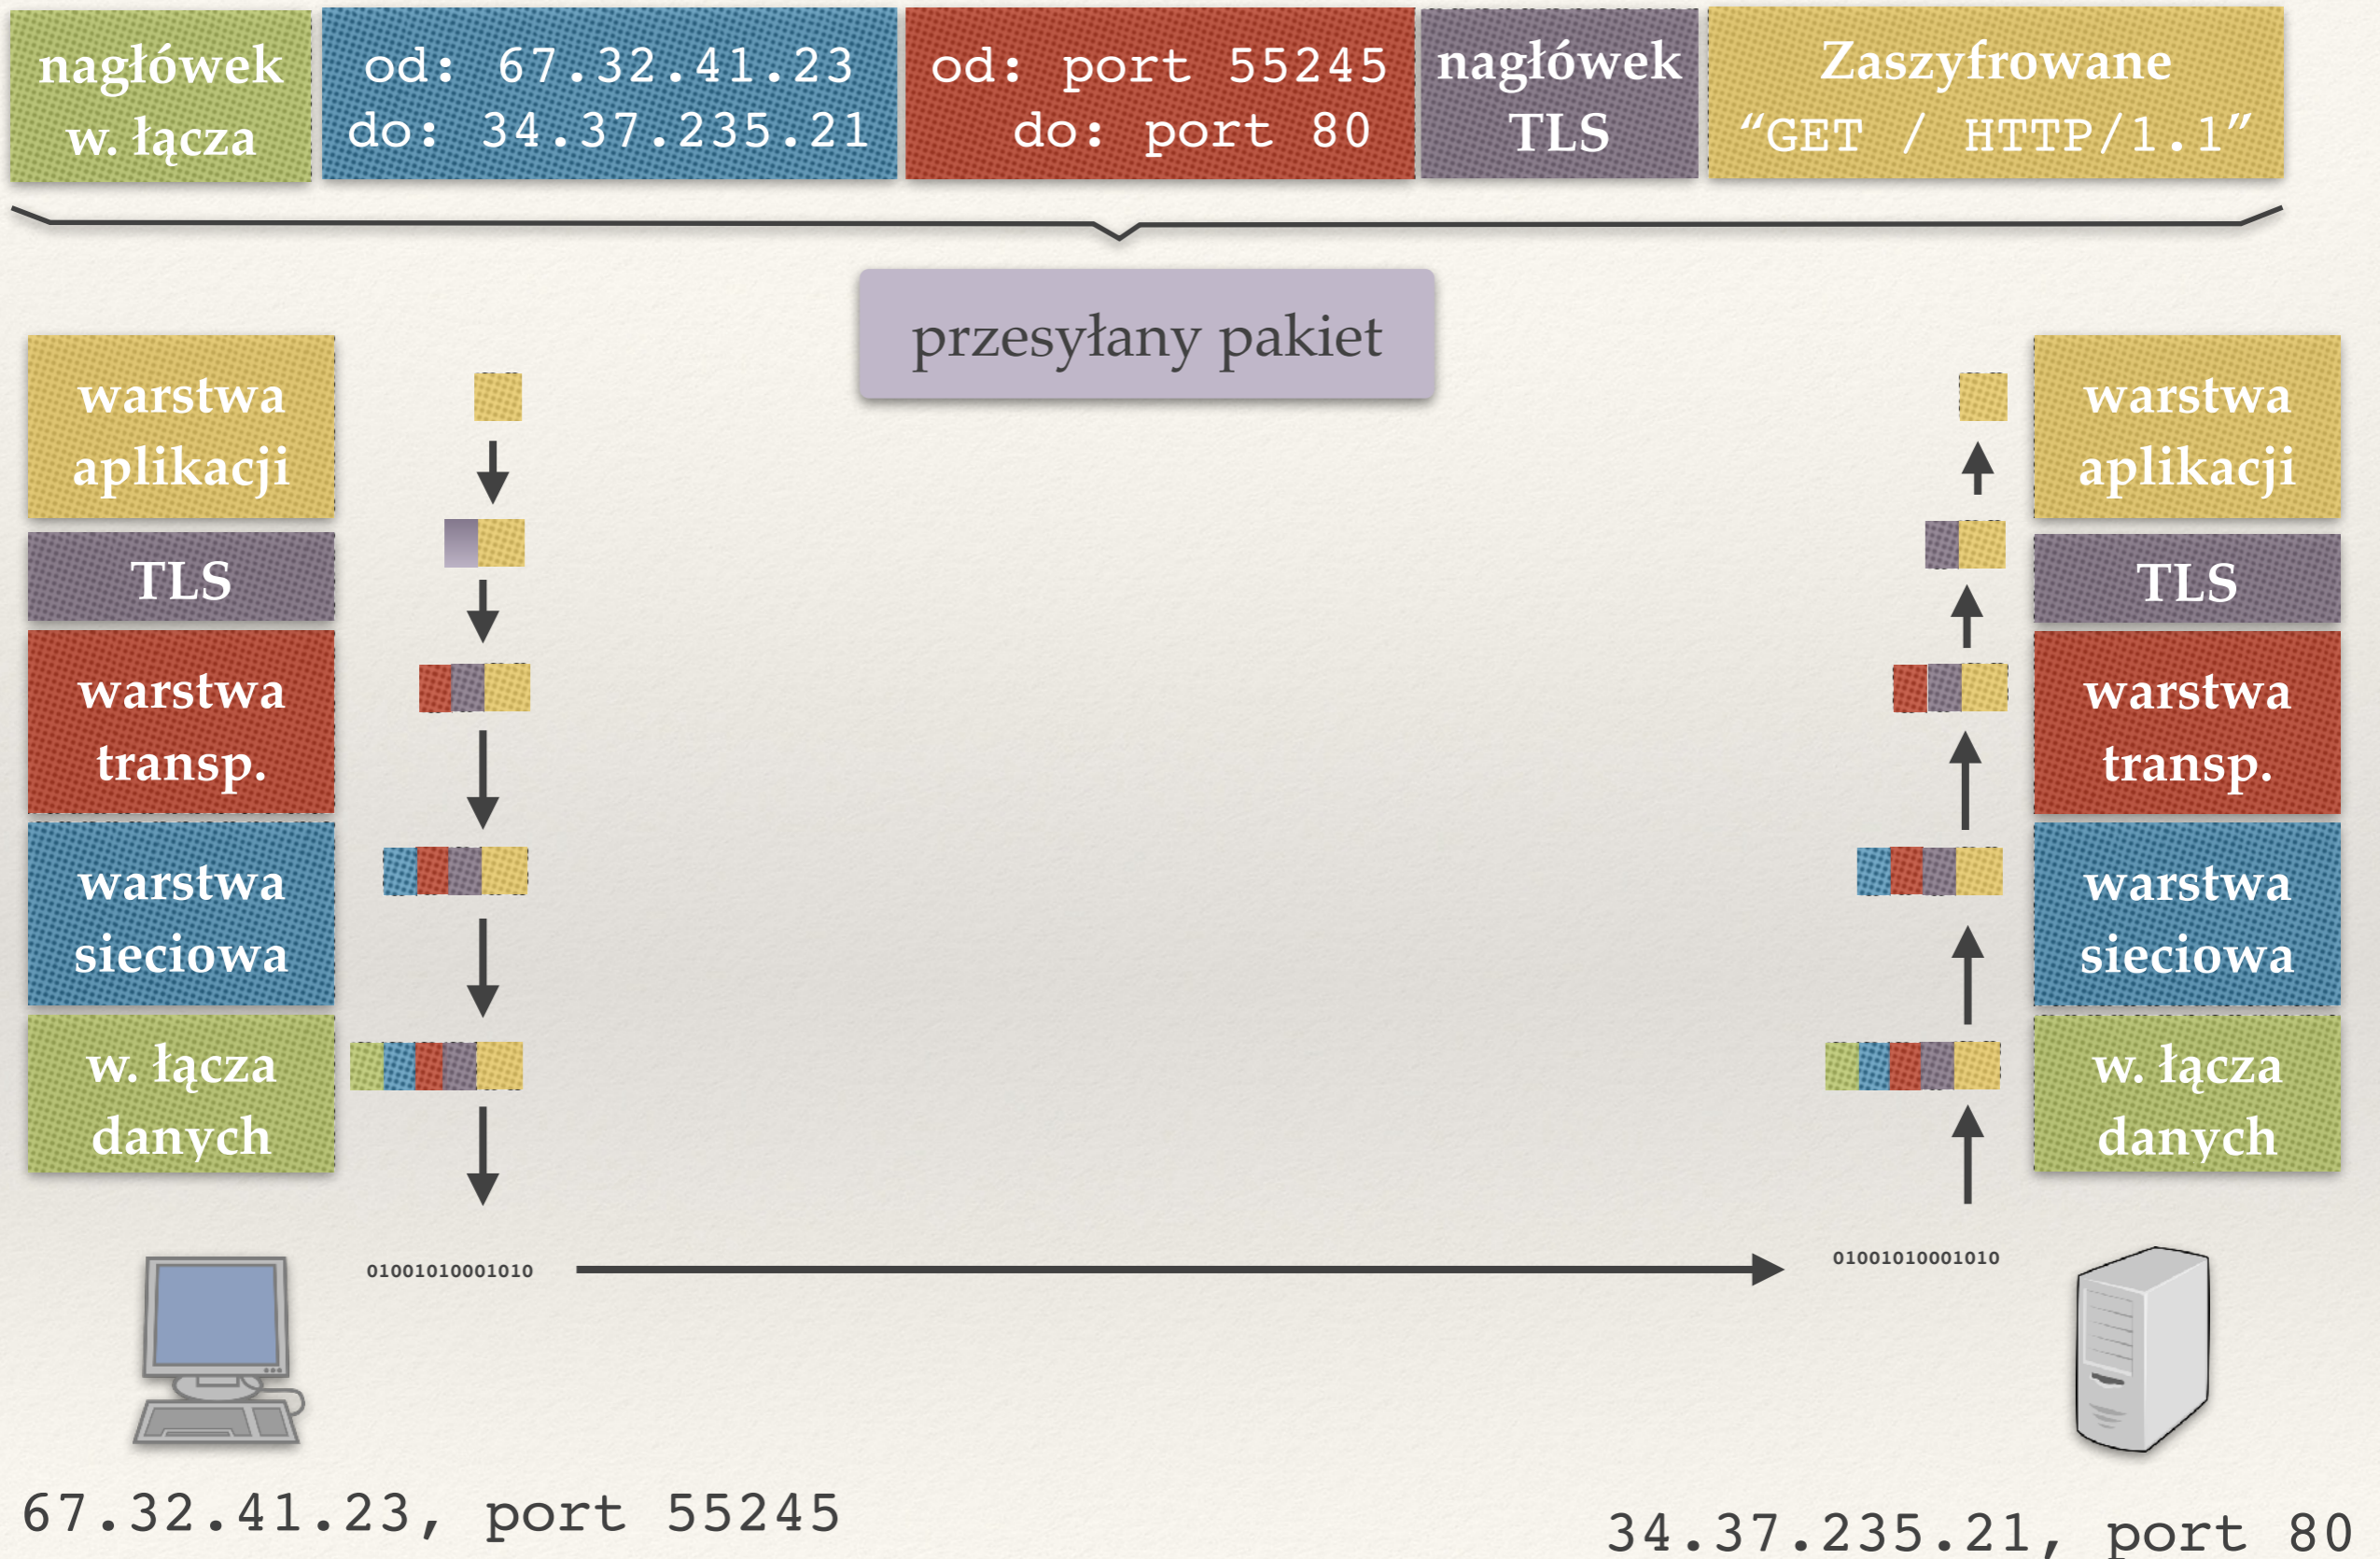 nagłówek
w. łącza
od: 67.32.41.23
do: 34.37.235.21
od: port 55245
do: port 80
nagłówek
TLS
Zaszyfrowane
“GET / HTTP/1.1”
przesyłany pakiet
warstwa
aplikacji
TLS
warstwa
transp.
warstwa
sieciowa
w. łącza
danych
warstwa
aplikacji
TLS
warstwa
transp.
warstwa
sieciowa
w. łącza
danych
01001010001010
01001010001010
67.32.41.23, port 55245
34.37.235.21, port 80